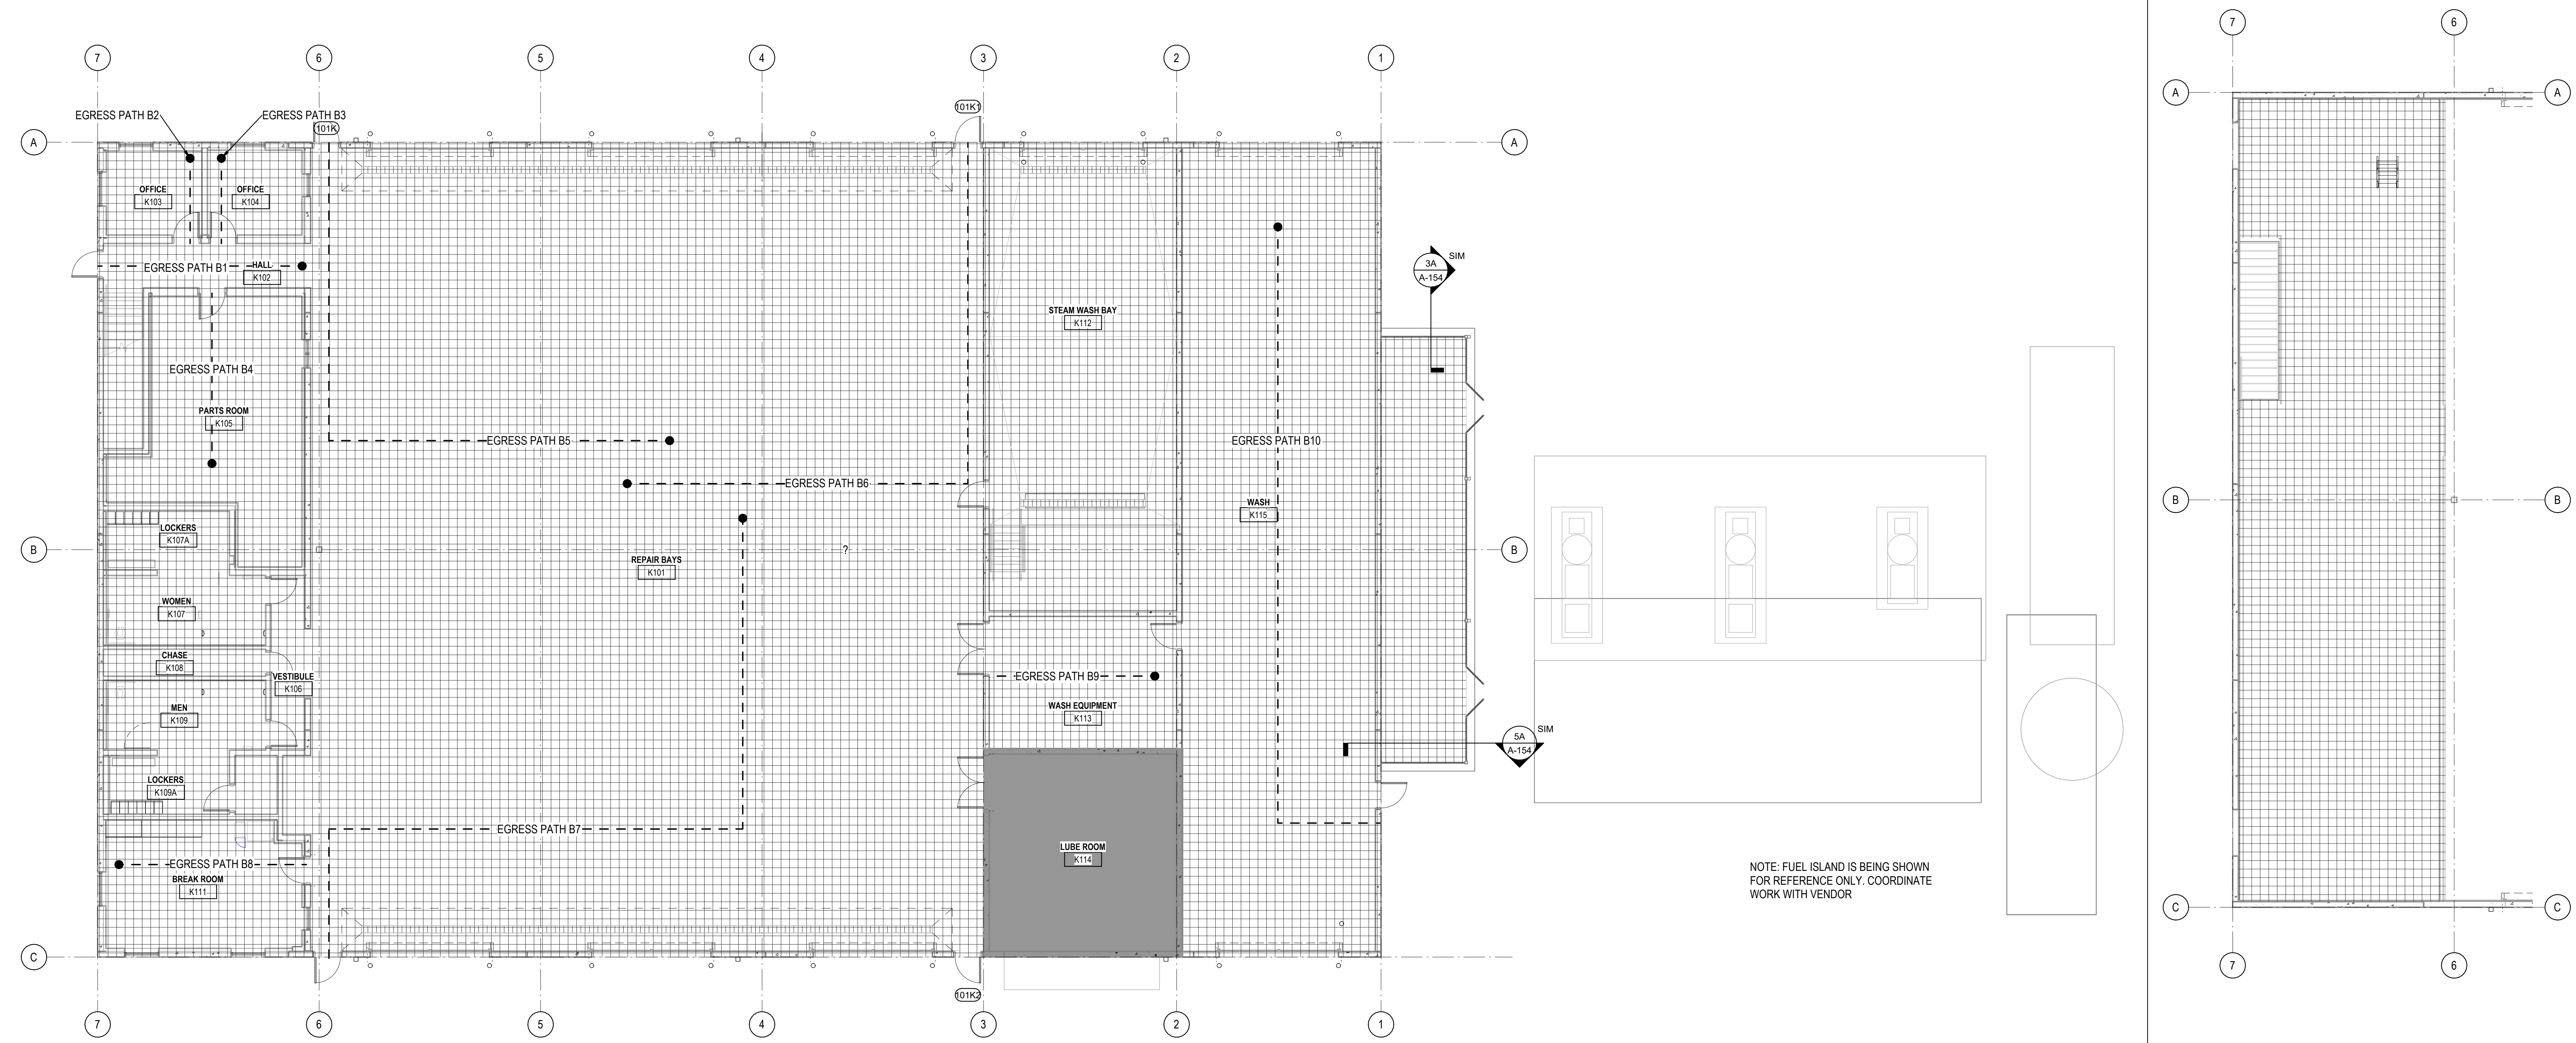 7
6
7
6
5
4
3
2
1
A
A
EGRESS PATH B2
EGRESS PATH B3
101K
101K1
A
A
OFFICE
K103
OFFICE
K104
EGRESS PATH B1
HALL
K102
3A
A-154
SIM
STEAM WASH BAY
K112
EGRESS PATH B4
PARTS ROOM
K105
EGRESS PATH B5
EGRESS PATH B10
EGRESS PATH B6
WASH
K115
B
B
LOCKERS
K107A
B
B
?
REPAIR BAYS
K101
WOMEN
K107
CHASE
K108
VESTIBULE
K106
EGRESS PATH B9
MEN
K109
WASH EQUIPMENT
K113
5A
A-154
SIM
LOCKERS
K109A
EGRESS PATH B7
LUBE ROOM
K114
EGRESS PATH B8
BREAK ROOM
K111
NOTE: FUEL ISLAND IS BEING SHOWN
FOR REFERENCE ONLY. COORDINATE
WORK WITH VENDOR
C
C
C
101K2
7
6
7
6
5
4
3
2
1